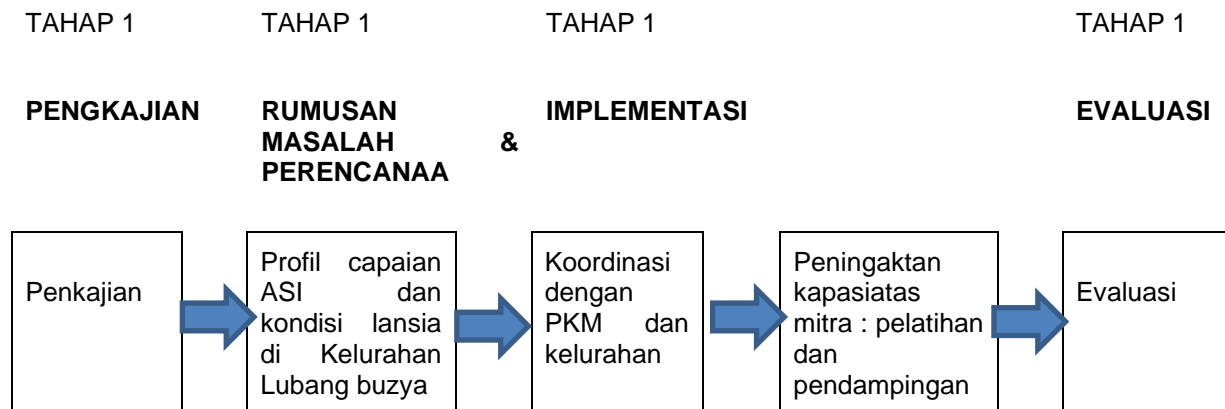 TAHAP 1 TAHAP 1 TAHAP 1 TAHAP 1
PENGKAJIAN
RUMUSAN
MASALAH &
PERENCANAA
IMPLEMENTASI
EVALUASI
Penkajian
Profil capaian
ASI dan
kondisi lansia
di Kelurahan
Lubang buzya
Koordinasi
dengan
PKM dan
kelurahan
Peningaktan
kapasiatas
mitra : pelatihan
dan
pendampingan
Evaluasi